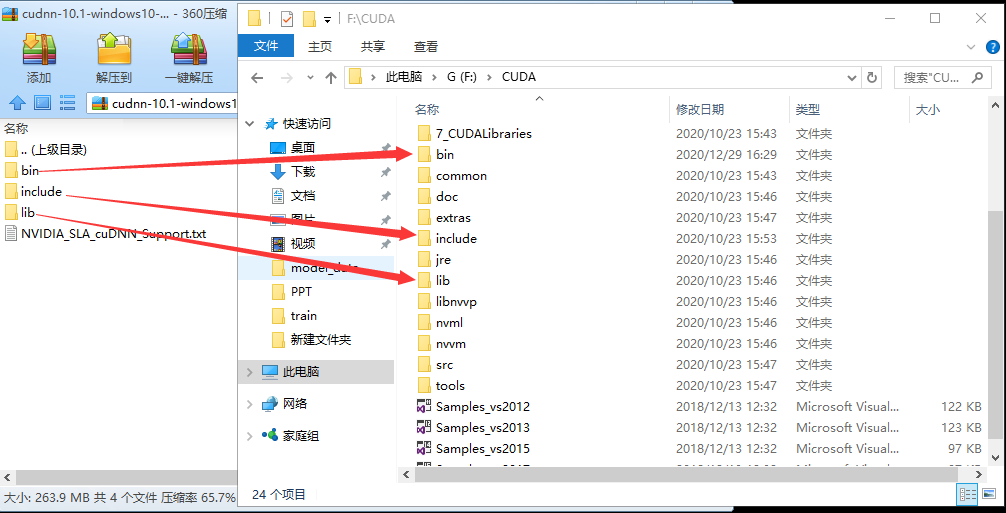 cudnn-10.1-windows10-... - 360压缩
添加
解压到
一键解压
cudnn-10.1-windows1
名称
.. (上级目录)
bin
include
lib
NVIDIA_SLA_cuDNN_Support.txt
大小: 263.9 MB 共 4 个文件 压缩率 65.7%
F:\CUDA
文件
主页
共享
查看
此电脑 > G (F:) > CUDA
搜索"CU...
快速访问
桌面
下载
文档
图片
视频
model_data
PPT
train
新建文件夹
此电脑
网络
家庭组
名称 修改日期 类型 大小
7_CUDALibraries 2020/10/23 15:43 文件夹
bin 2020/12/29 16:29 文件夹
common 2020/10/23 15:43 文件夹
doc 2020/10/23 15:46 文件夹
extras 2020/10/23 15:47 文件夹
include 2020/10/23 15:53 文件夹
jre 2020/10/23 15:46 文件夹
lib 2020/10/23 15:46 文件夹
libnvvp 2020/10/23 15:46 文件夹
nvml 2020/10/23 15:46 文件夹
nvvm 2020/10/23 15:46 文件夹
src 2020/10/23 15:46 文件夹
tools 2020/10/23 15:46 文件夹
Samples_vs2012 2018/12/13 12:32 Microsoft Visual... 122 KB
Samples_vs2013 2018/12/13 12:32 Microsoft Visual... 123 KB
Samples_vs2015 2018/12/13 12:32 Microsoft Visual... 97 KB
24 个项目